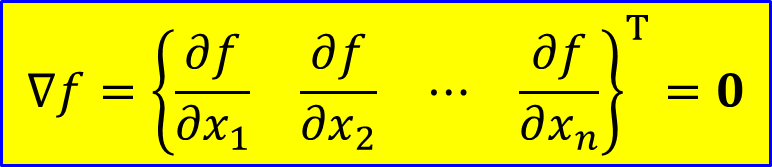 ∇f = {∂f/∂x₁ ∂f/∂x₂ ⋯ ∂f/∂xₙ}ᵀ = 𝟎